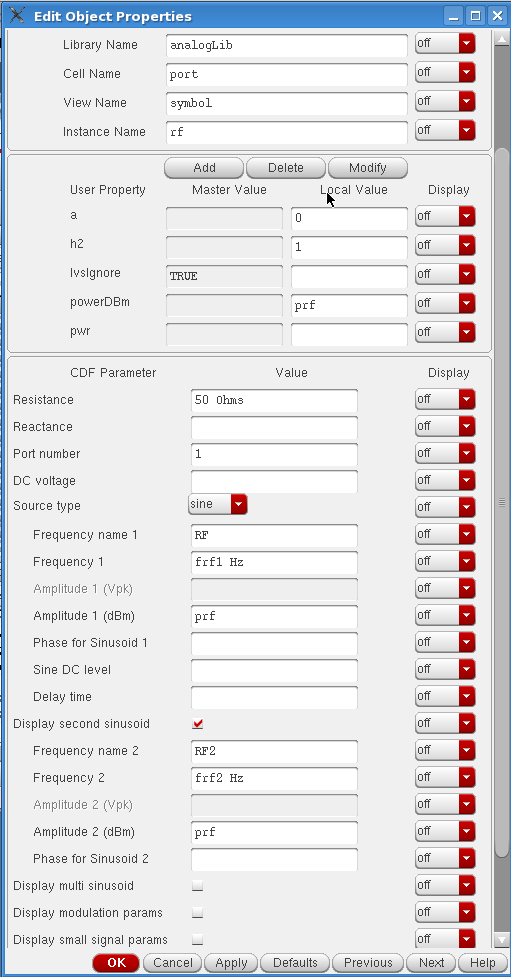 Edit Object Properties
Library Name analogLib off
Cell Name port off
View Name symbol off
Instance Name rf off
Add Delete Modify
User Property Master Value Local Value Display
a 0 off
h2 1 off
lvsIgnore TRUE off
powerDBm prf off
pwr off
CDF Parameter Value Display
Resistance 50 Ohms off
Reactance off
Port number 1 off
DC voltage off
Source type sine off
Frequency name 1 RF off
Frequency 1 frf1 Hz off
Amplitude 1 (Vpk) off
Amplitude 1 (dBm) prf off
Phase for Sinusoid 1 off
Sine DC level off
Delay time off
Display second sinusoid off
Frequency name 2 RF2 off
Frequency 2 frf2 Hz off
Amplitude 2 (Vpk) off
Amplitude 2 (dBm) prf off
Phase for Sinusoid 2 off
Display multi sinusoid off
Display modulation params off
Display small signal params off
OK Cancel Apply Defaults Previous Next Help